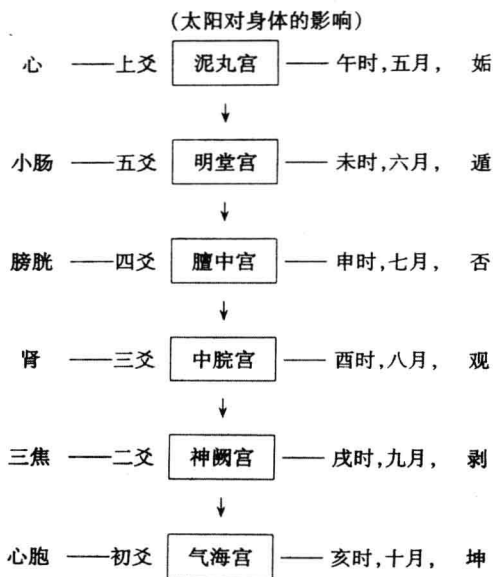 (太阳对身体的影响)
心 ——上爻 泥丸宫 —— 午时,五月, 姤
↓
小肠 ——五爻 明堂宫 —— 未时,六月, 遁
↓
膀胱 ——四爻 膻中宫 —— 申时,七月, 否
↓
肾 ——三爻 中脘宫 —— 酉时,八月, 观
↓
三焦 ——二爻 神阙宫 —— 戌时,九月, 剥
↓
心胞 ——初爻 气海宫 —— 亥时,十月, 坤